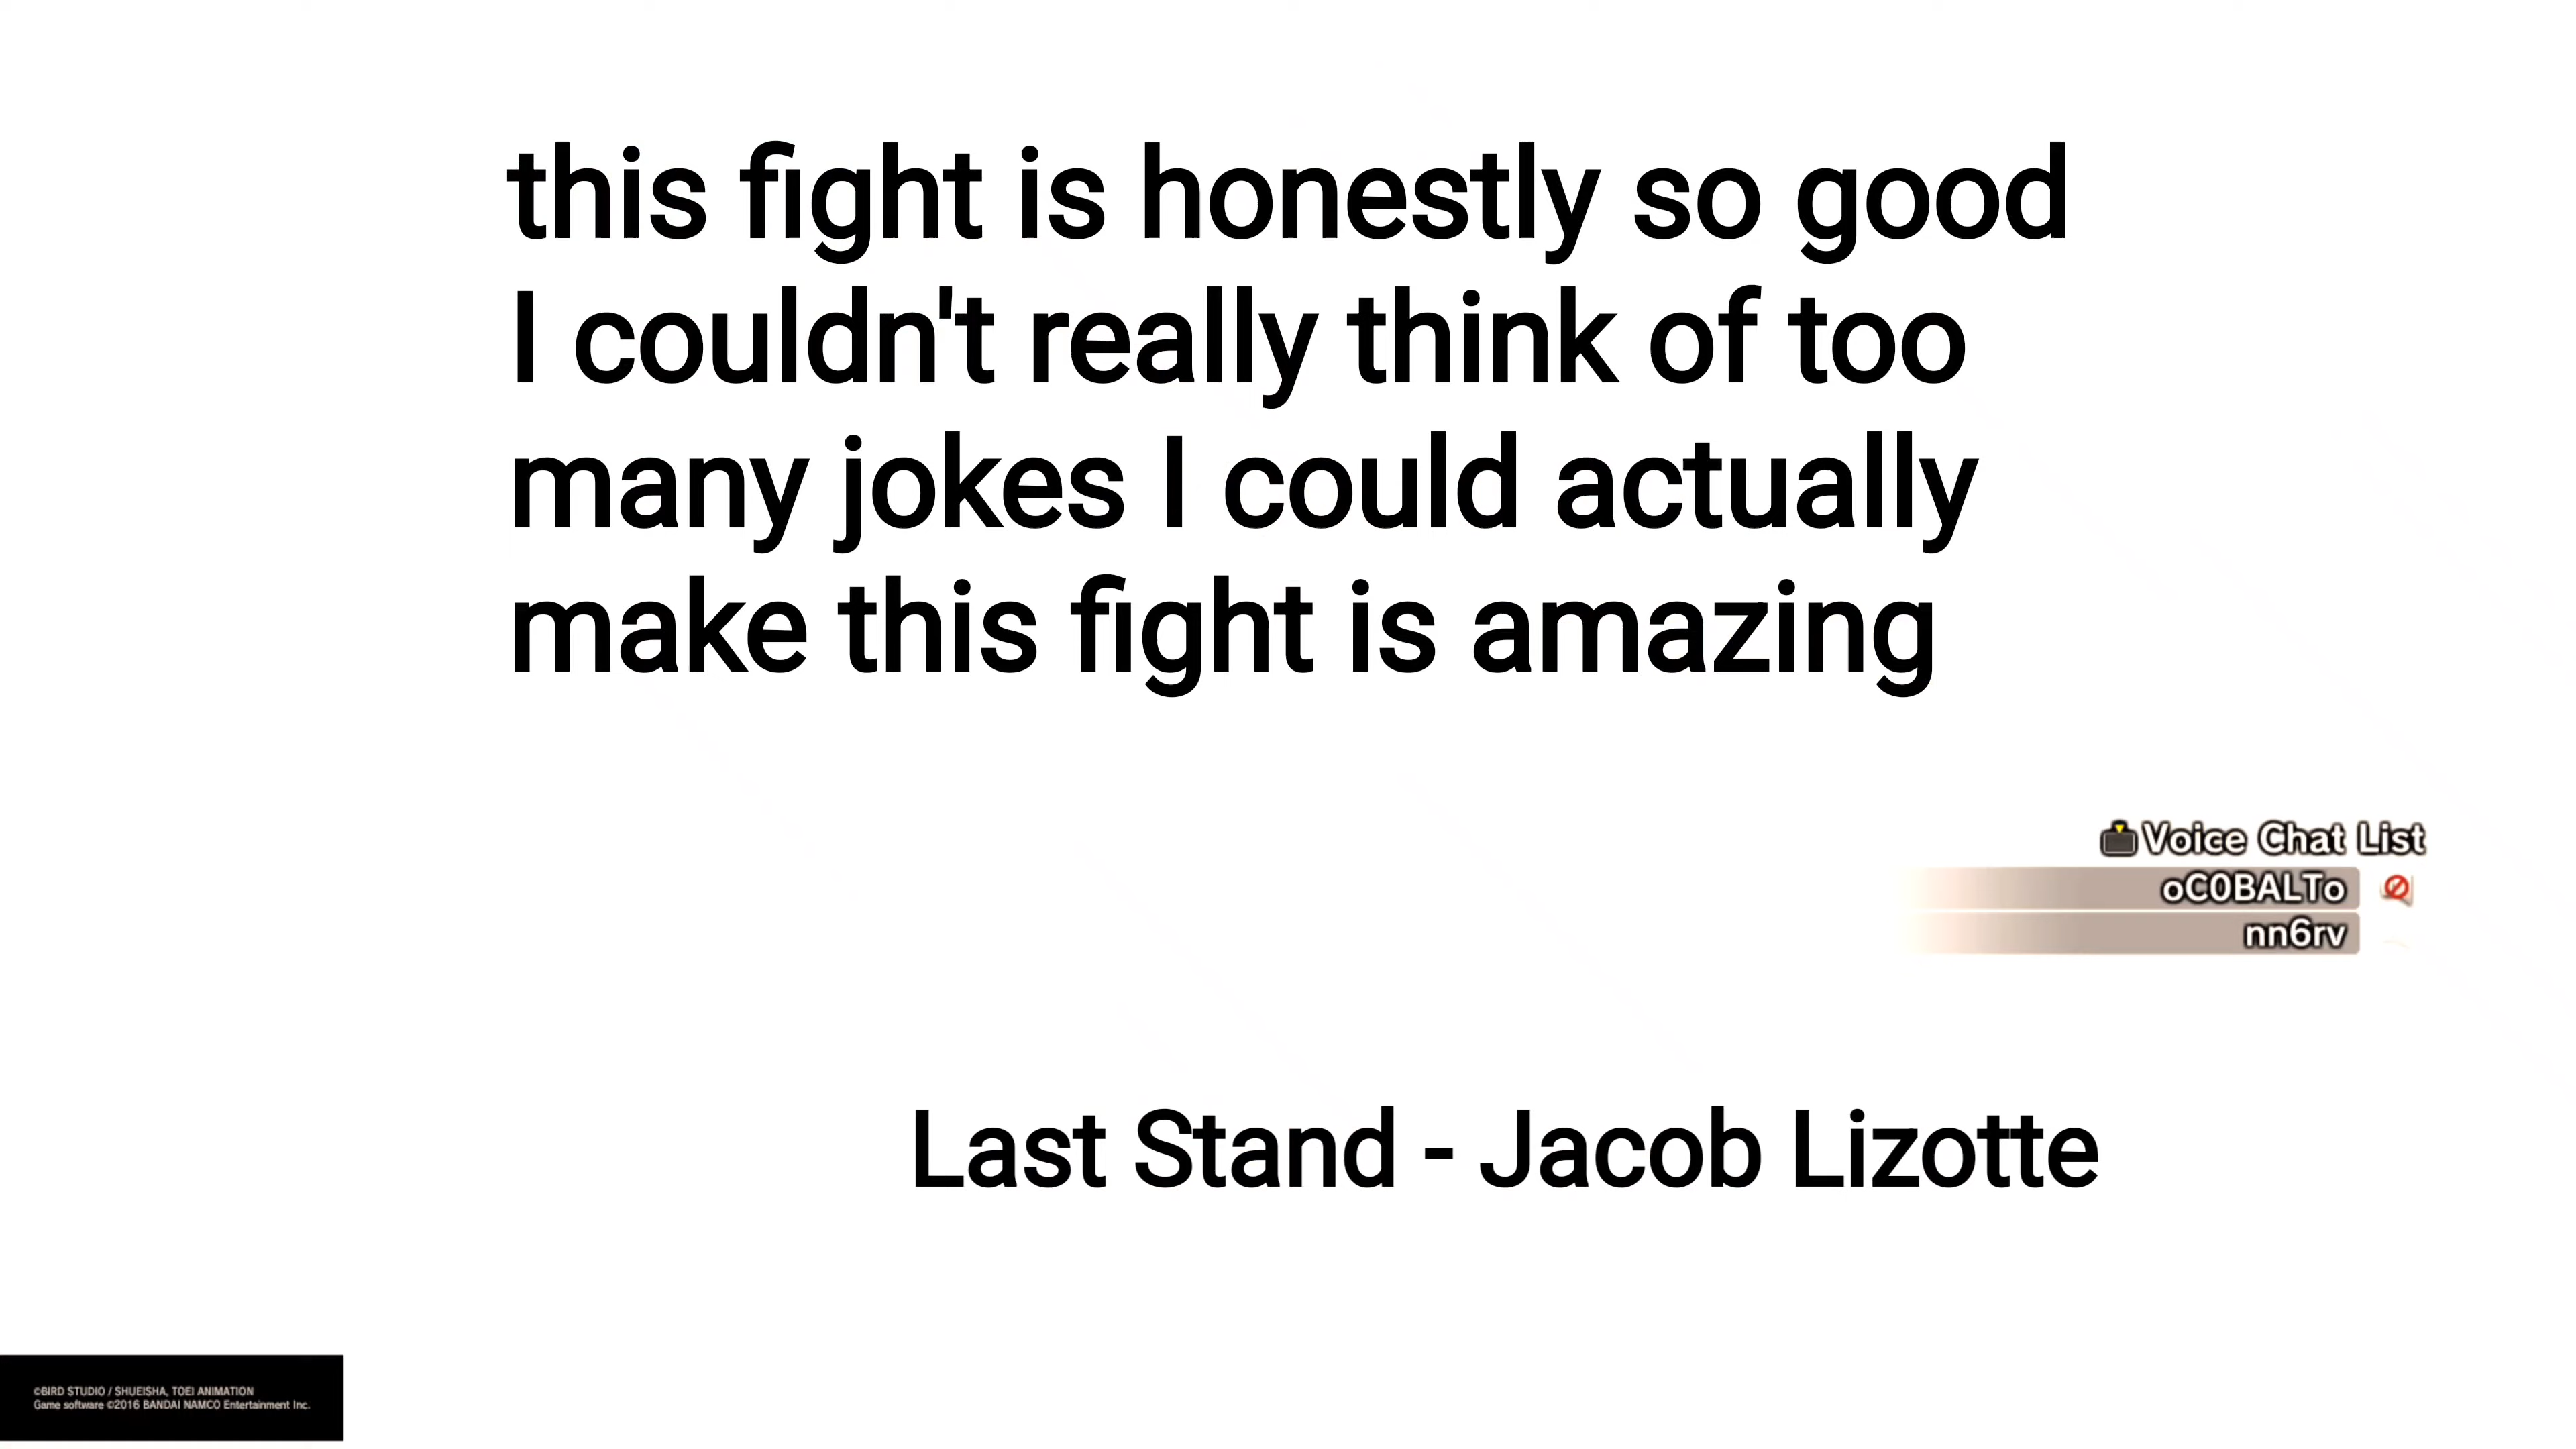 this fight is honestly so good
I couldn't really think of too
many jokes I could actually
make this fight is amazing
Voice Chat List
oC0BALTo
nn6rv
Last Stand - Jacob Lizotte
©BIRD STUDIO / SHUEISHA, TOEI ANIMATION
Game software ©2016 BANDAI NAMCO Entertainment Inc.